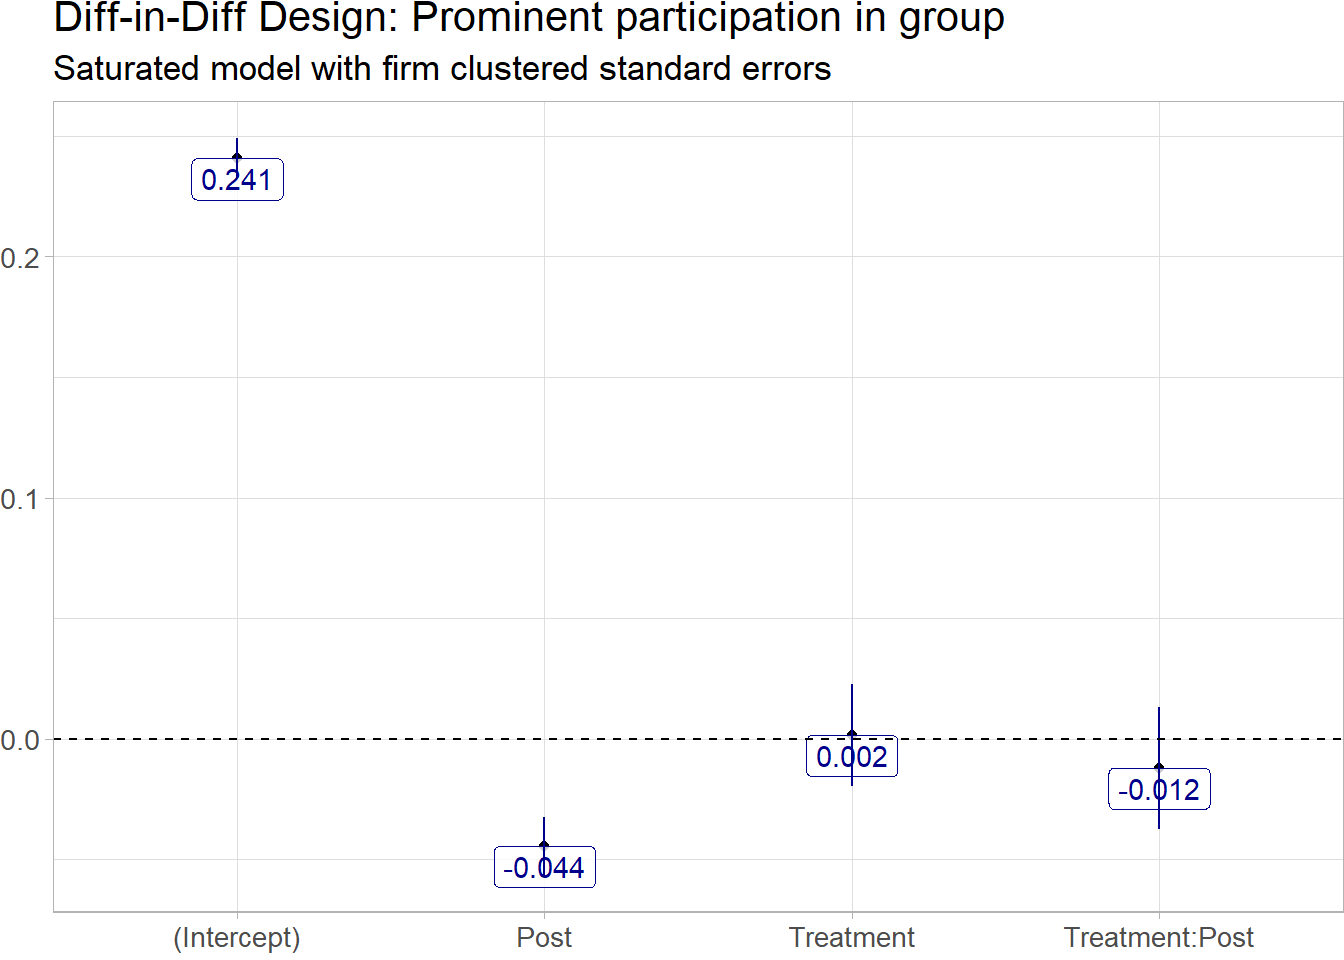 Diff-in-Diff Design: Prominent participation in group
Saturated model with firm clustered standard errors
0.241
0.2
0.1
0.0
0.002
-0.012
-0.044
(Intercept)
Post
Treatment
Treatment:Post